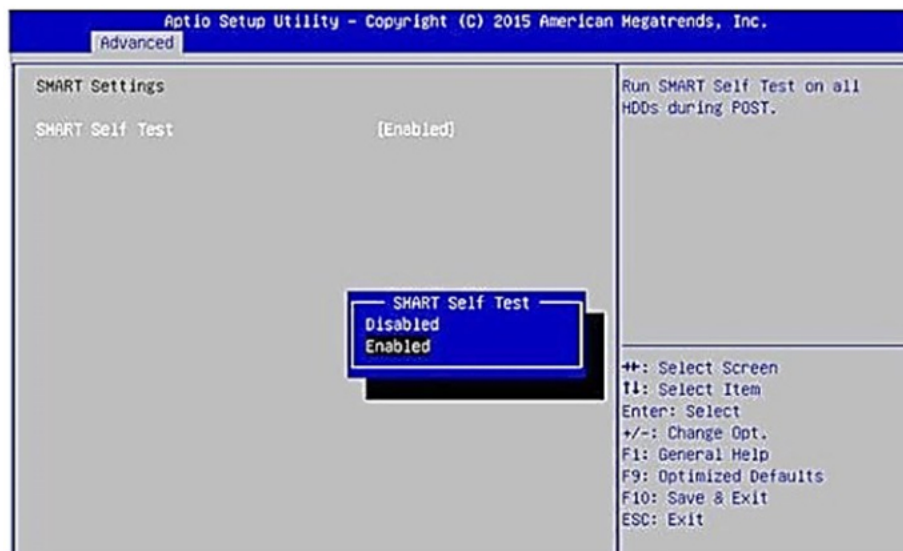 Aptio Setup Utility – Copyright (C) 2015 American Megatrends, Inc.
Advanced
SMART Settings
SMART Self Test [Enabled]
Run SMART Self Test on all
HDDs during POST.
SMART Self Test
Disabled
Enabled
→←: Select Screen
↑↓: Select Item
Enter: Select
+/-: Change Opt.
F1: General Help
F9: Optimized Defaults
F10: Save & Exit
ESC: Exit